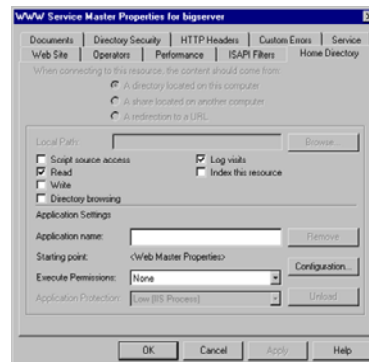 WWW Service Master Properties for bigserver
Documents Directory Security HTTP Headers Custom Errors Service
Web Site Operators Performance ISAPI Filters Home Directory
When connecting to this resource, the content should come from:
A directory located on this computer
A share located on another computer
A redirection to a URL
Local Path: Browse...
Script source access Log visits
Read Index this resource
Write
Directory browsing
Application Settings
Application name: Remove
Starting point: <Web Master Properties>
Configuration...
Execute Permissions: None
Application Protection: Low (IIS Process) Unload
OK Cancel Apply Help